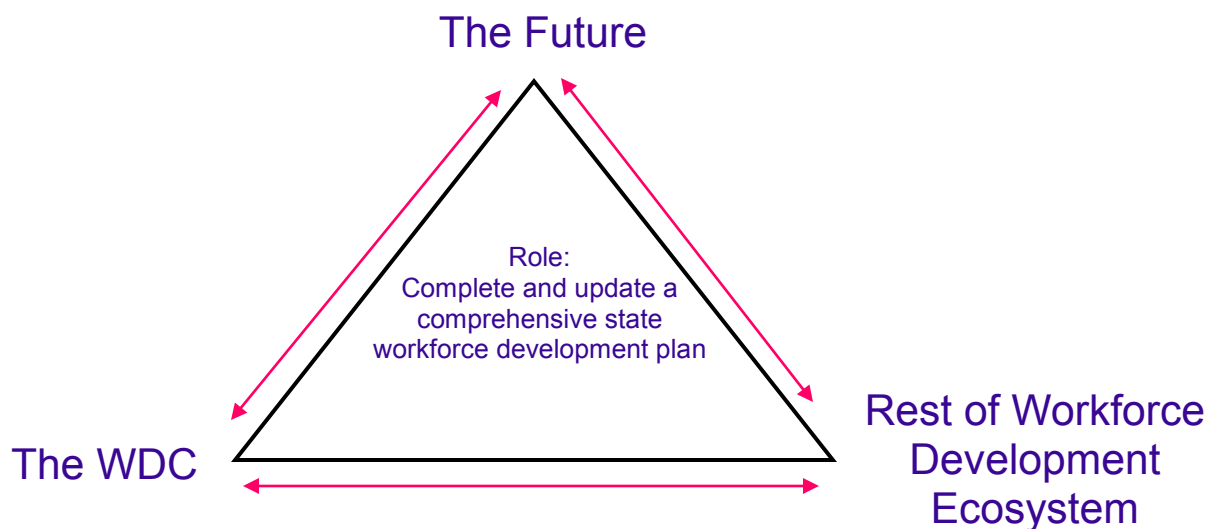 The Future
Role:
Complete and update a
comprehensive state
workforce development plan
The WDC
Rest of Workforce
Development
Ecosystem